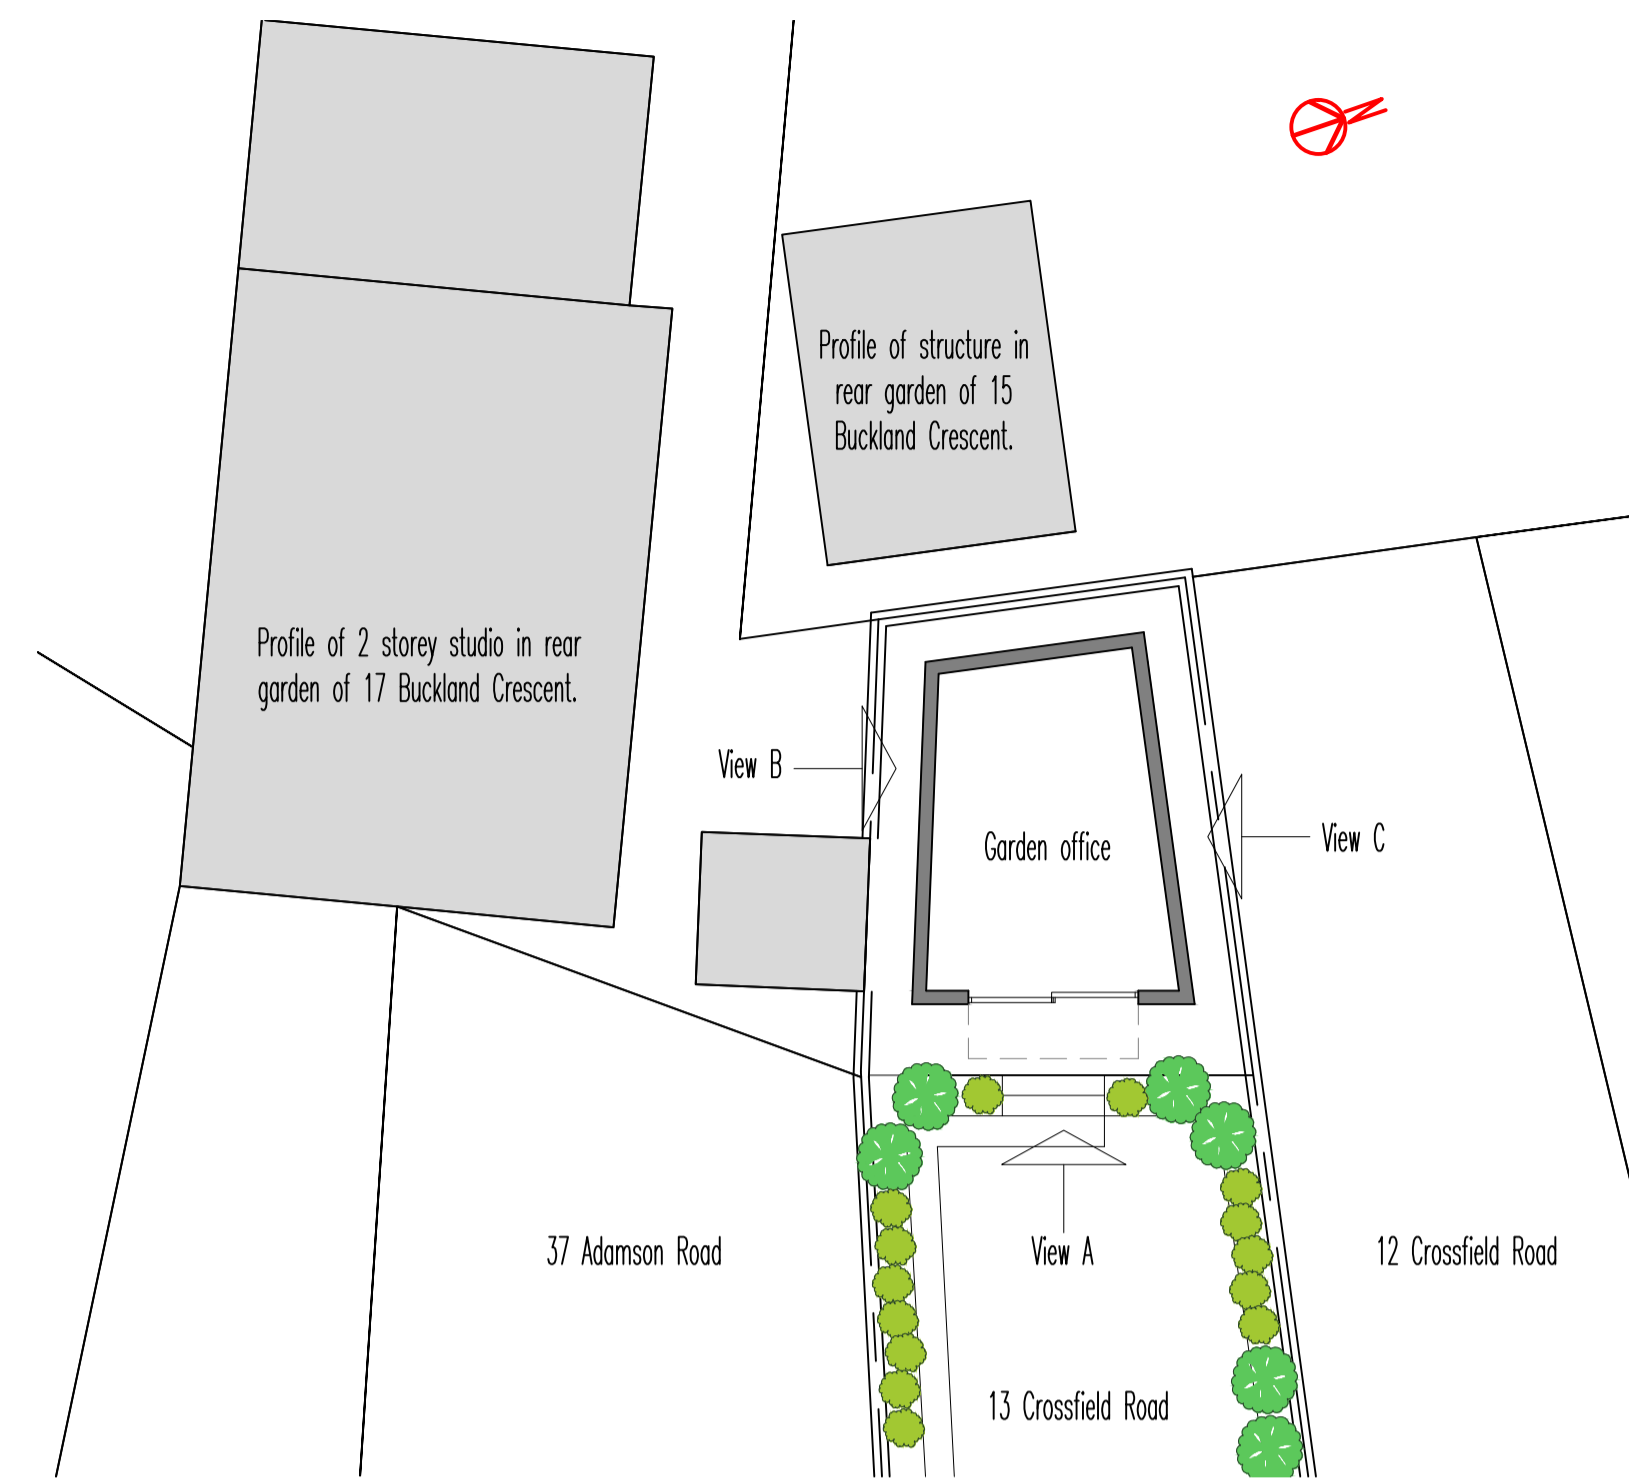 N
Profile of structure in
rear garden of 15
Buckland Crescent.
Profile of 2 storey studio in rear
garden of 17 Buckland Crescent.
View B
Garden office
View C
37 Adamson Road
View A
12 Crossfield Road
13 Crossfield Road